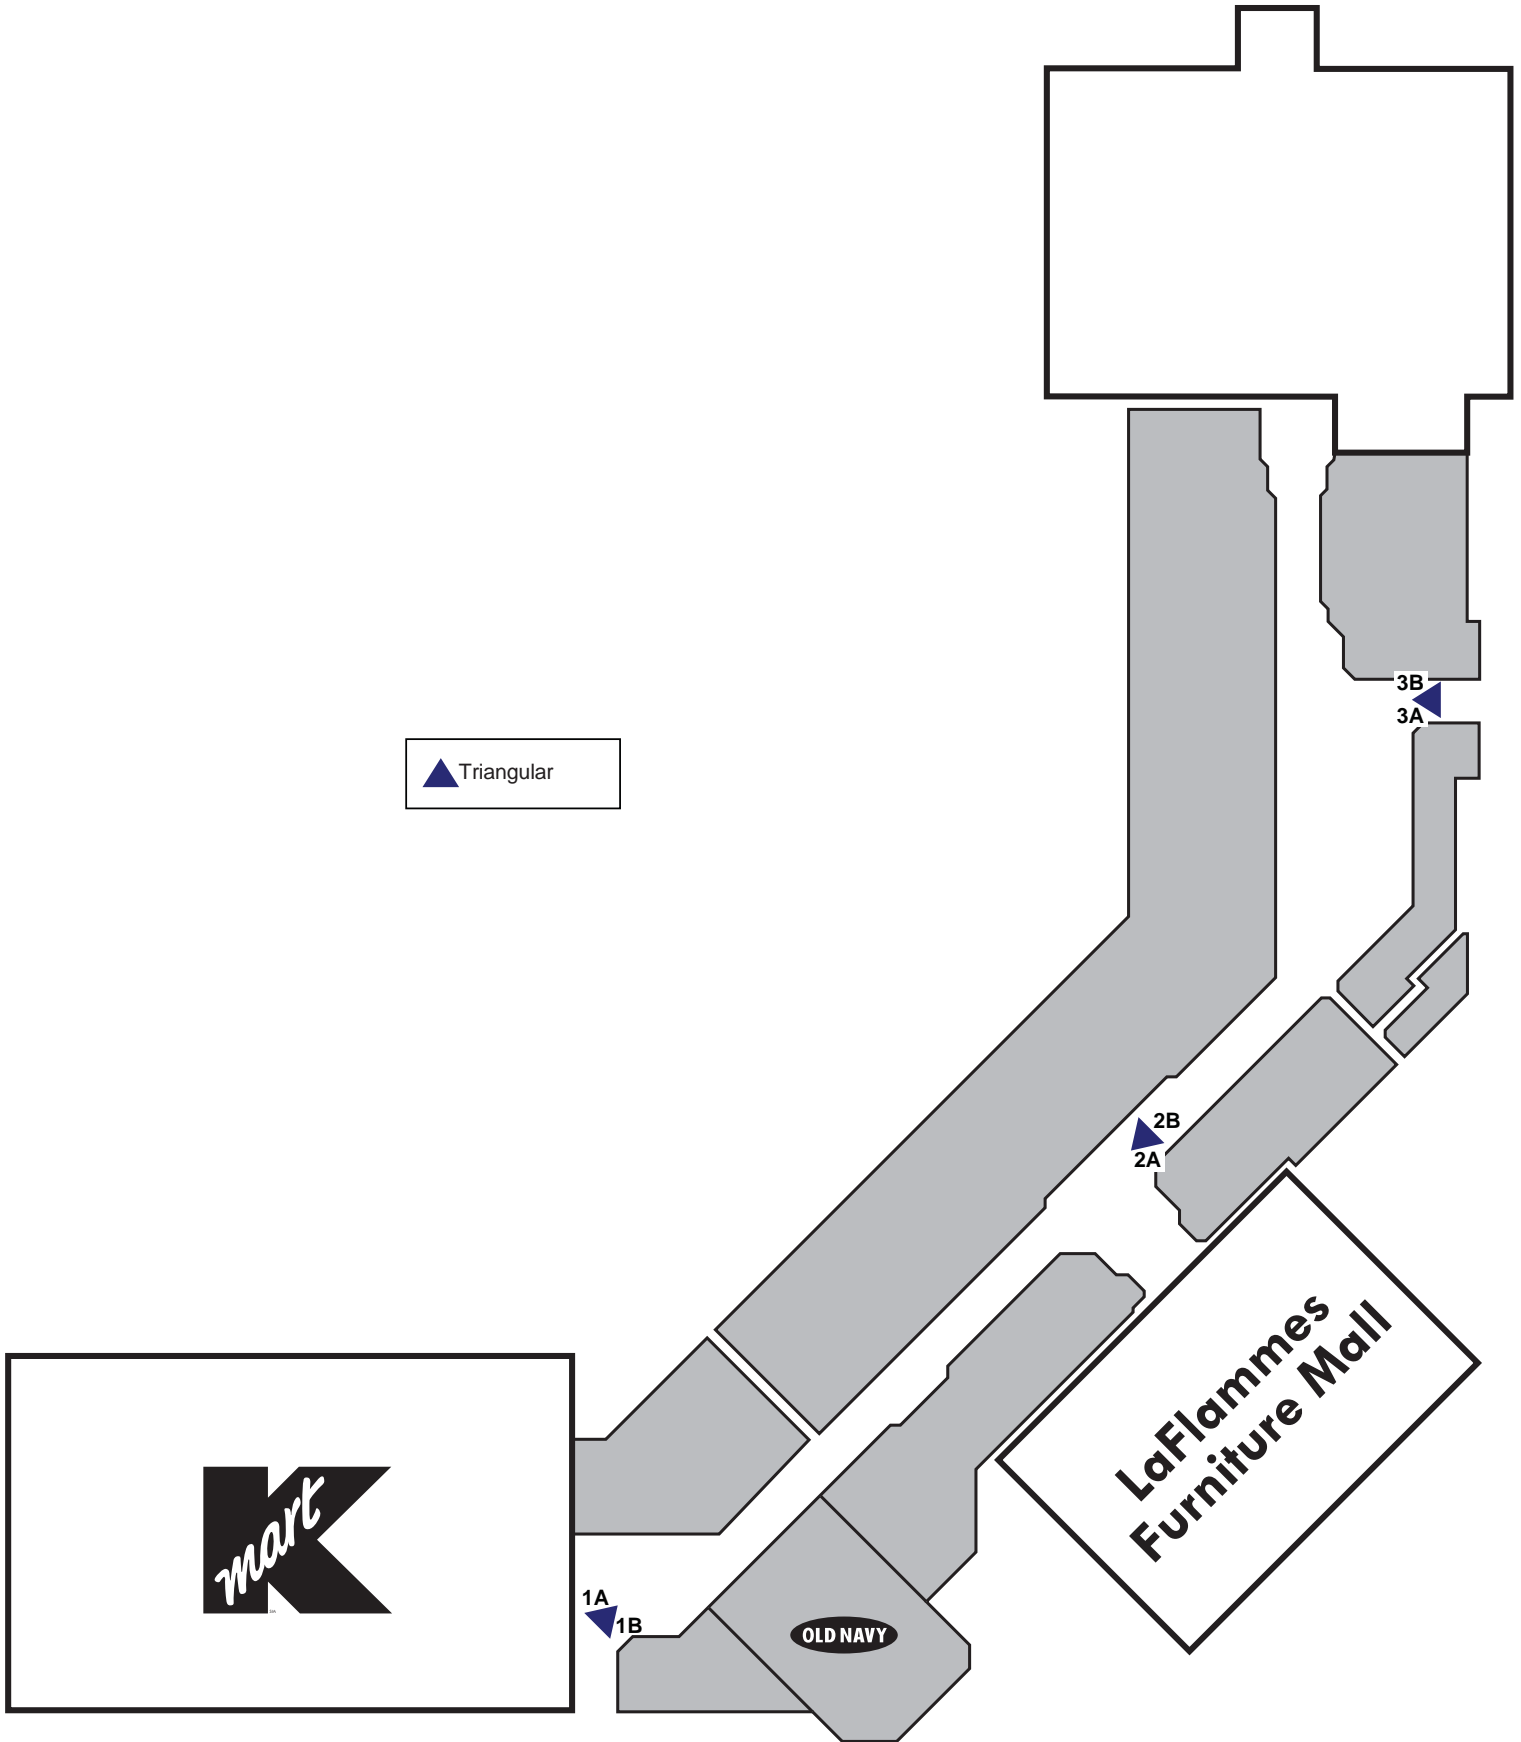 3B
3A
Triangular
2B
2A
LaFlammes
Furniture Mall
K
mart
1A
1B
OLD NAVY